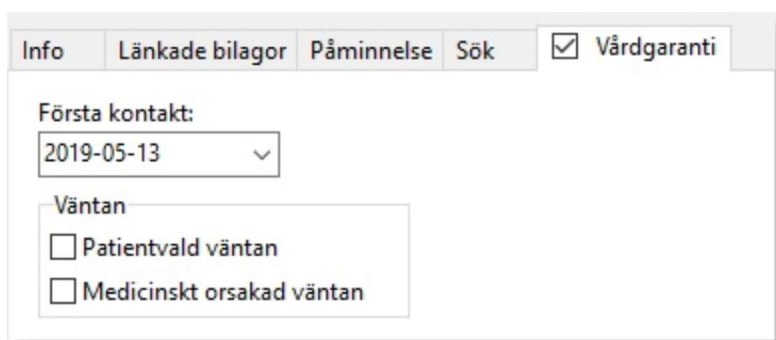 Info Länkade bilagor Påminnelse Sök Vårdgaranti
Första kontakt:
2019-05-13
Väntan
Patientvald väntan
Medicinskt orsakad väntan